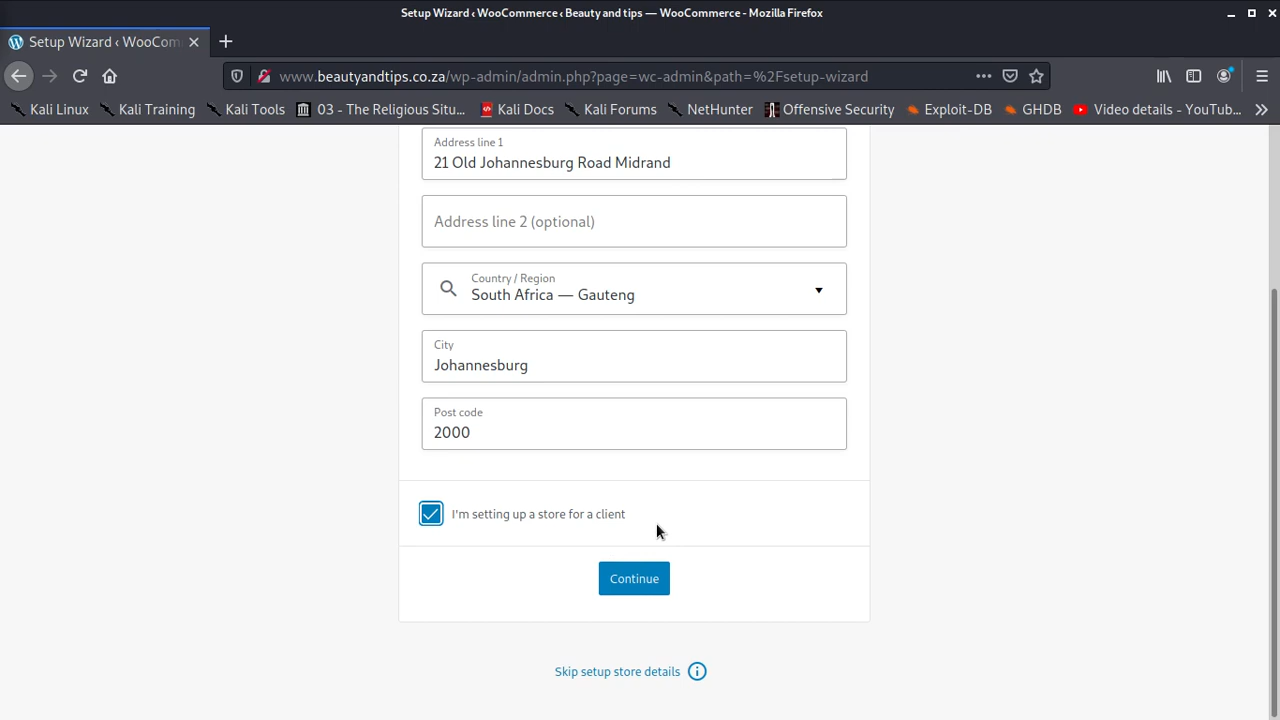 Setup Wizard ‹ WooCommerce ‹ Beauty and tips — WooCommerce - Mozilla Firefox
Setup Wizard ‹ WooCom
www.beautyandtips.co.za/wp-admin/admin.php?page=wc-admin&path=%2Fsetup-wizard
Kali Linux Kali Training Kali Tools 03 - The Religious Situ... Kali Docs Kali Forums NetHunter Offensive Security Exploit-DB GHDB Video details - YouTub...
Address line 1
21 Old Johannesburg Road Midrand
Address line 2 (optional)
Country / Region
South Africa — Gauteng
City
Johannesburg
Post code
2000
I'm setting up a store for a client
Continue
Skip setup store details